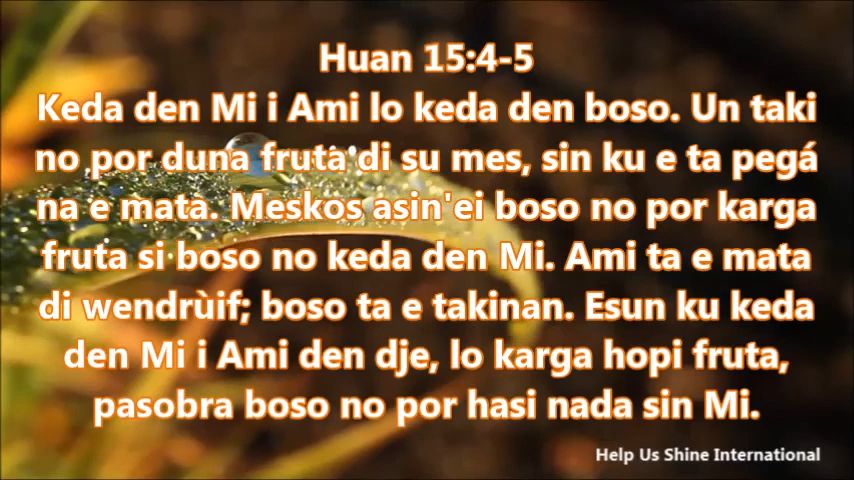 Huan 15:4-5
Keda den Mi i Ami lo keda den boso. Un taki
no por duna fruta di su mes, sin ku e ta pegá
na e mata. Meskos asin'ei boso no por karga
fruta si boso no keda den Mi. Ami ta e mata
di wendrùif; boso ta e takinan. Esun ku keda
den Mi i Ami den dje, lo karga hopi fruta,
pasobra boso no por hasi nada sin Mi.
Help Us Shine International